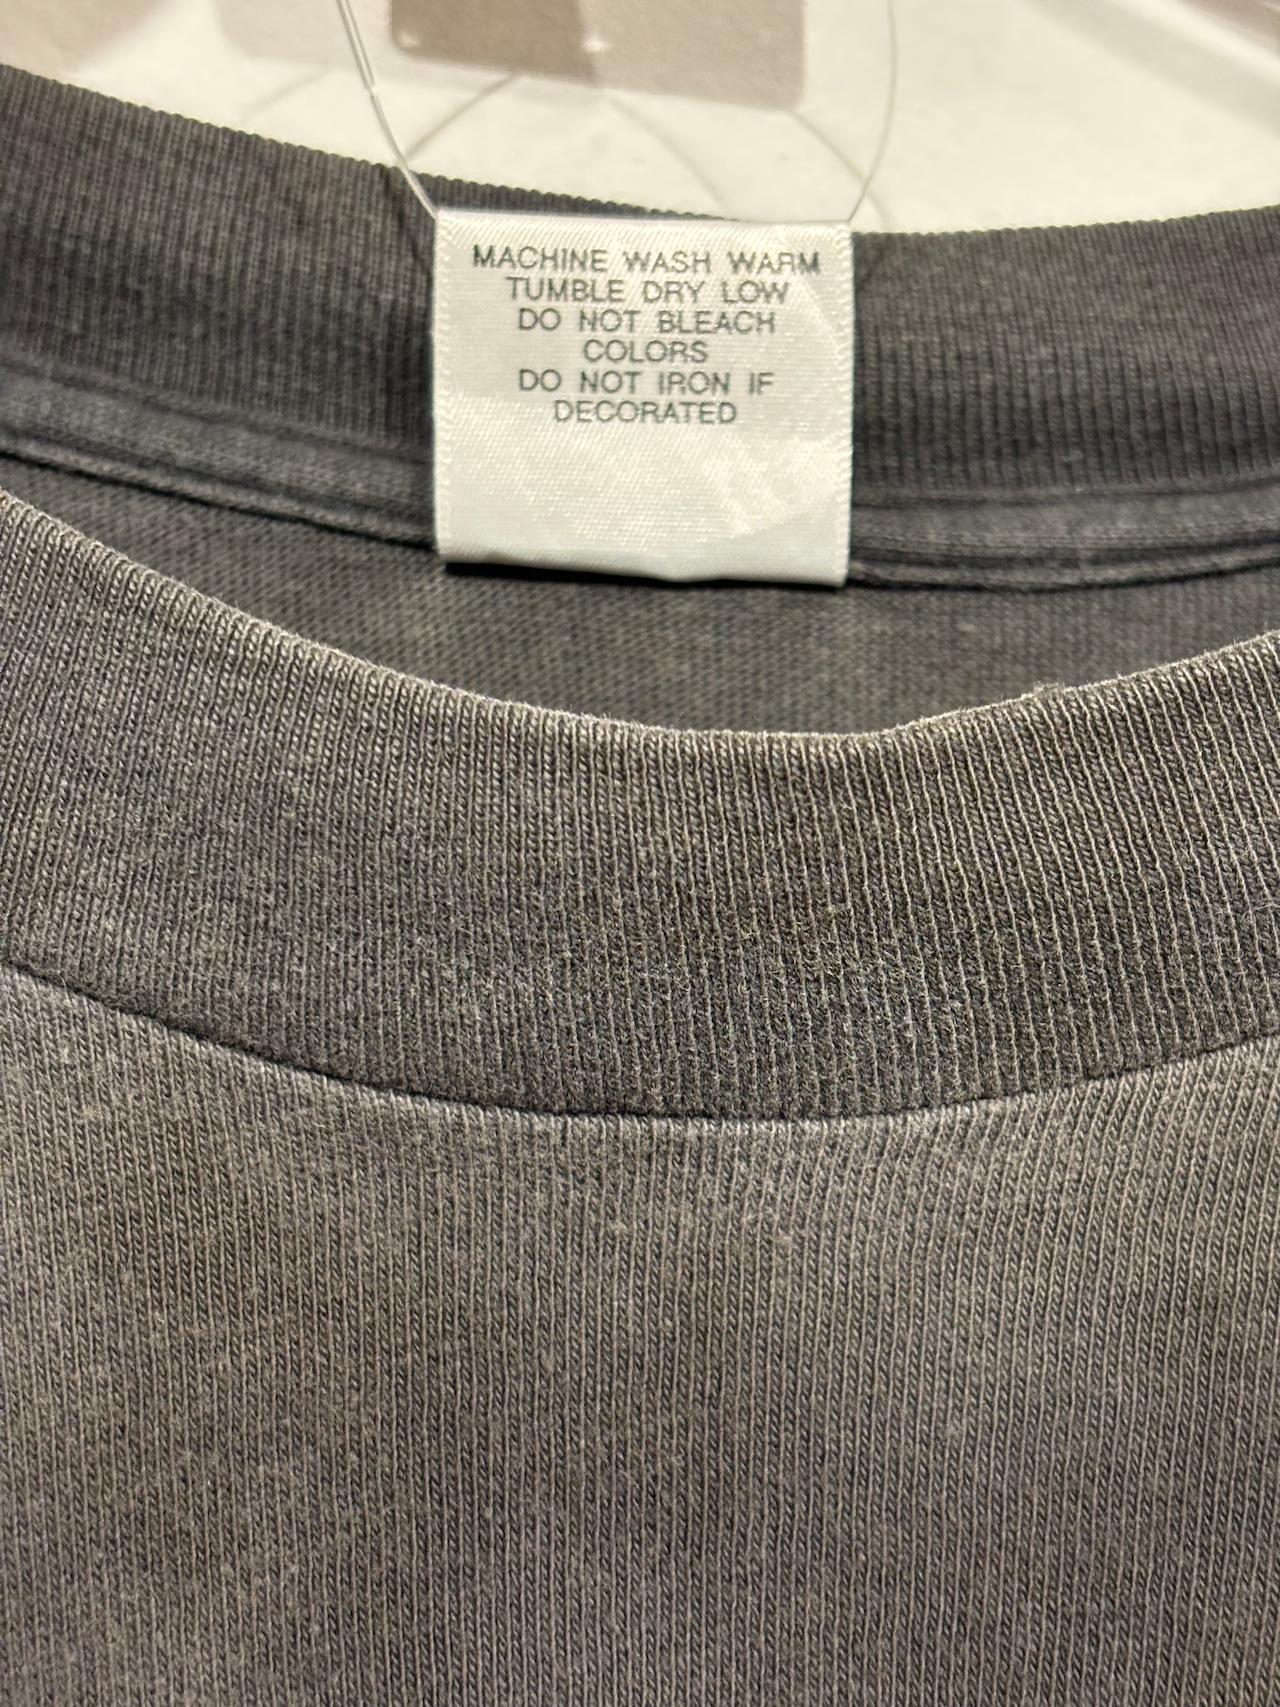 MACHINE WASH WARM
TUMBLE DRY LOW
DO NOT BLEACH
COLORS
DO NOT IRON IF
DECORATED